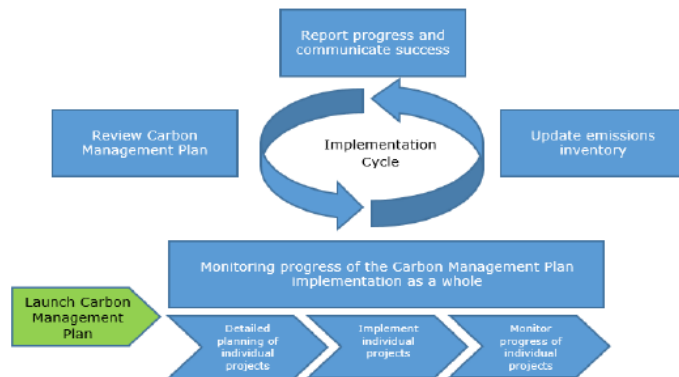 Report progress and
communicate success
Review Carbon
Management Plan
Implementation
Cycle
Update emissions
inventory
Monitoring progress of the Carbon Management Plan
implementation as a whole
Launch Carbon
Management
Plan
Detailed
planning of
individual
projects
Implement
individual
projects
Monitor
progress of
individual
projects